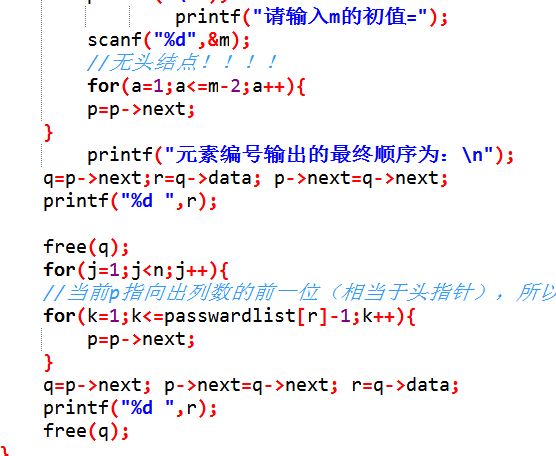 printf("请输入m的初值=");
scanf("%d",&m);
//无头结点！！！！
for(a=1;a<=m-2;a++){
p=p->next;
}
printf("元素编号输出的最终顺序为：\n");
q=p->next;r=q->data; p->next=q->next;
printf("%d ",r);
free(q);
for(j=1;j<n;j++){
//当前p指向出列数的前一位（相当于头指针），所以
for(k=1;k<=passwardlist[r]-1;k++){
p=p->next;
}
q=p->next; p->next=q->next; r=q->data;
printf("%d ",r);
free(q);
}